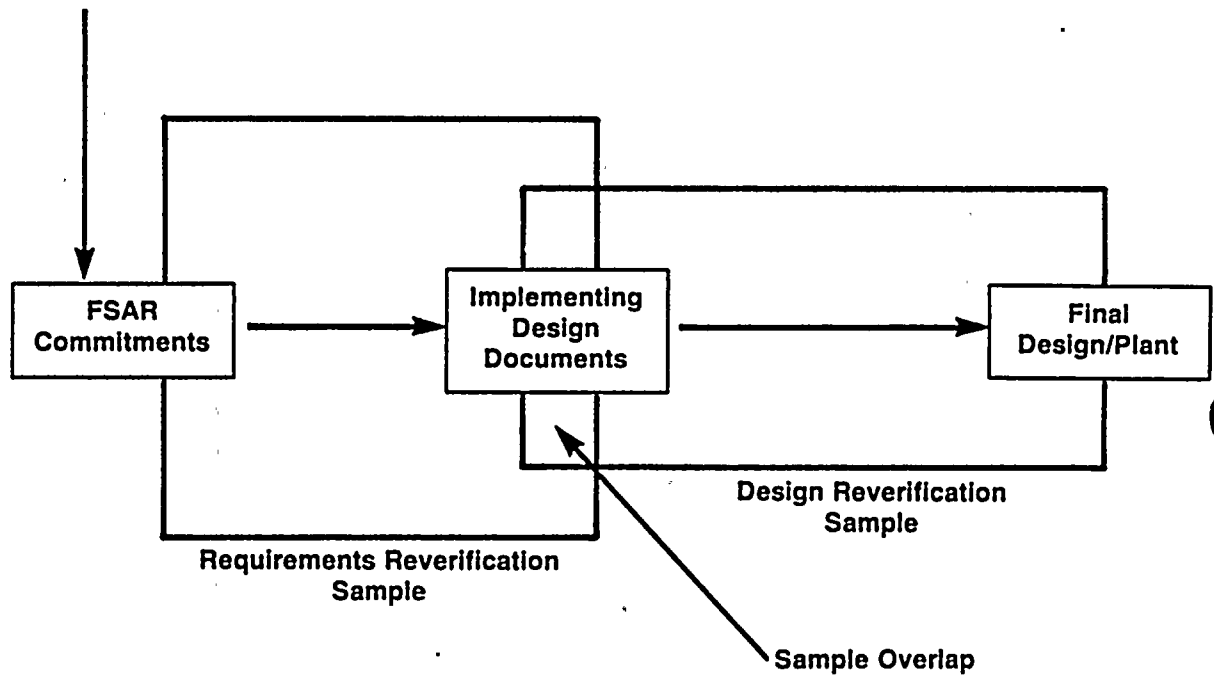 FSAR
Commitments
Implementing
Design
Documents
Final
Design/Plant
Design Reverification
Sample
Requirements Reverification
Sample
Sample Overlap